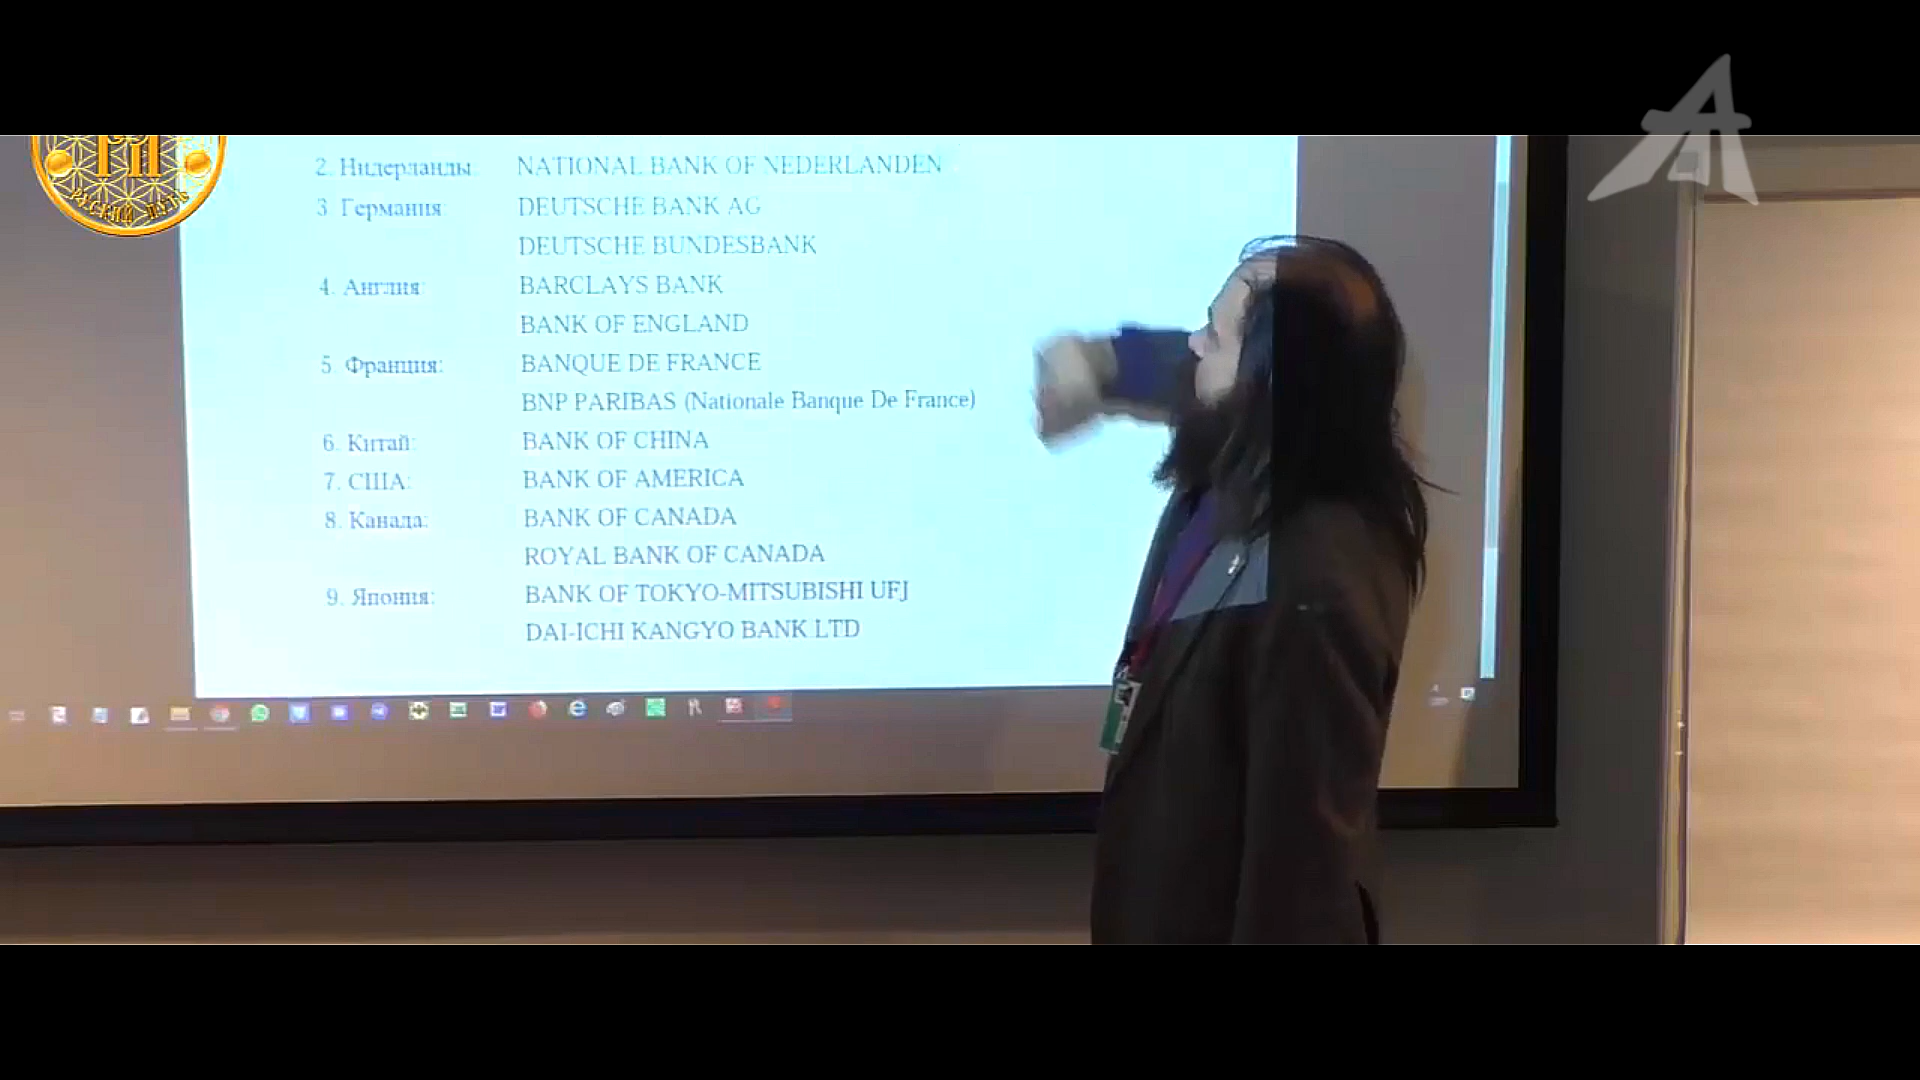 РУССКИЙ ПУТЬ
2. Нидерланды: NATIONAL BANK OF NEDERLANDEN
3. Германия: DEUTSCHE BANK AG
DEUTSCHE BUNDESBANK
4. Англия: BARCLAYS BANK
BANK OF ENGLAND
5. Франция: BANQUE DE FRANCE
BNP PARIBAS (Nationale Banque De France)
6. Китай: BANK OF CHINA
7. США: BANK OF AMERICA
8. Канада: BANK OF CANADA
ROYAL BANK OF CANADA
9. Япония: BANK OF TOKYO-MITSUBISHI UFJ
DAI-ICHI KANGYO BANK LTD